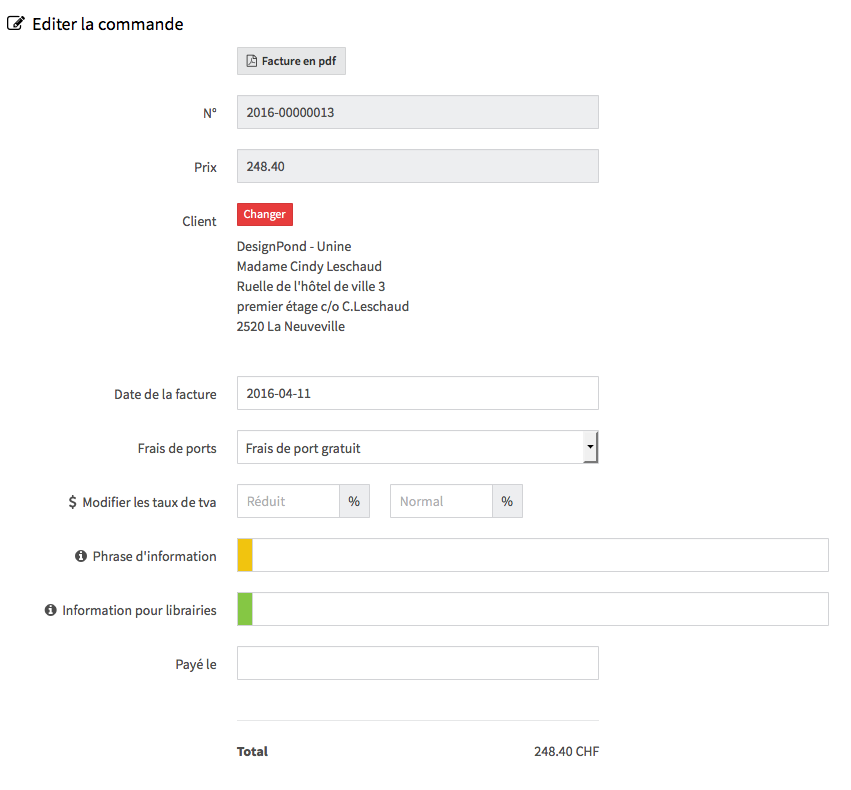 Editer la commande
Facture en pdf
N° 2016-00000013
Prix 248.40
Client Changer
DesignPond - Unine
Madame Cindy Leschaud
Ruelle de l'hôtel de ville 3
premier étage c/o C.Leschaud
2520 La Neuveville
Date de la facture 2016-04-11
Frais de ports Frais de port gratuit
$ Modifier les taux de tva Réduit % Normal %
Phrase d'information
Information pour librairies
Payé le
Total 248.40 CHF